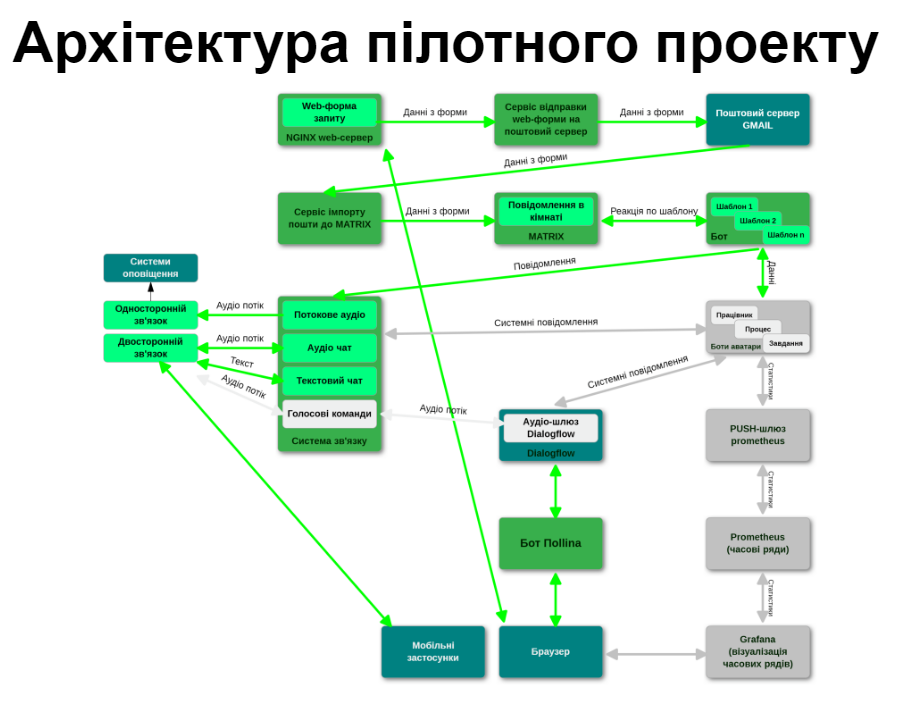 Архітектура пілотного проекту
Web-форма
запиту
NGINX web-сервер
Данні з форми
Сервіс відправки
web-форми на
поштовий сервер
Данні з форми
Поштовий сервер
GMAIL
Данні з форми
Сервіс імпорту
пошти до MATRIX
Данні з форми
Повідомлення в
кімнаті
MATRIX
Реакція по шаблону
Шаблон 1
Шаблон 2
Шаблон n
Бот
Системи
оповіщення
Повідомлення
Данні
Односторонній
зв'язок
Аудіо потік
Потокове аудіо
Двосторонній
зв'язок
Аудіо потік
Аудіо чат
Системні повідомлення
Працівник
Процес
Завдання
Боти аватари
Текст
Текстовий чат
Аудіо потік
Голосові команди
Система зв'язку
Аудіо потік
Системні повідомлення
Статистики
Аудіо-шлюз
Dialogflow
Dialogflow
PUSH-шлюз
prometheus
Статистики
Бот Pollina
Prometheus
(часові ряди)
Статистики
Мобільні
застосунки
Браузер
Grafana
(візуалізація
часових рядів)